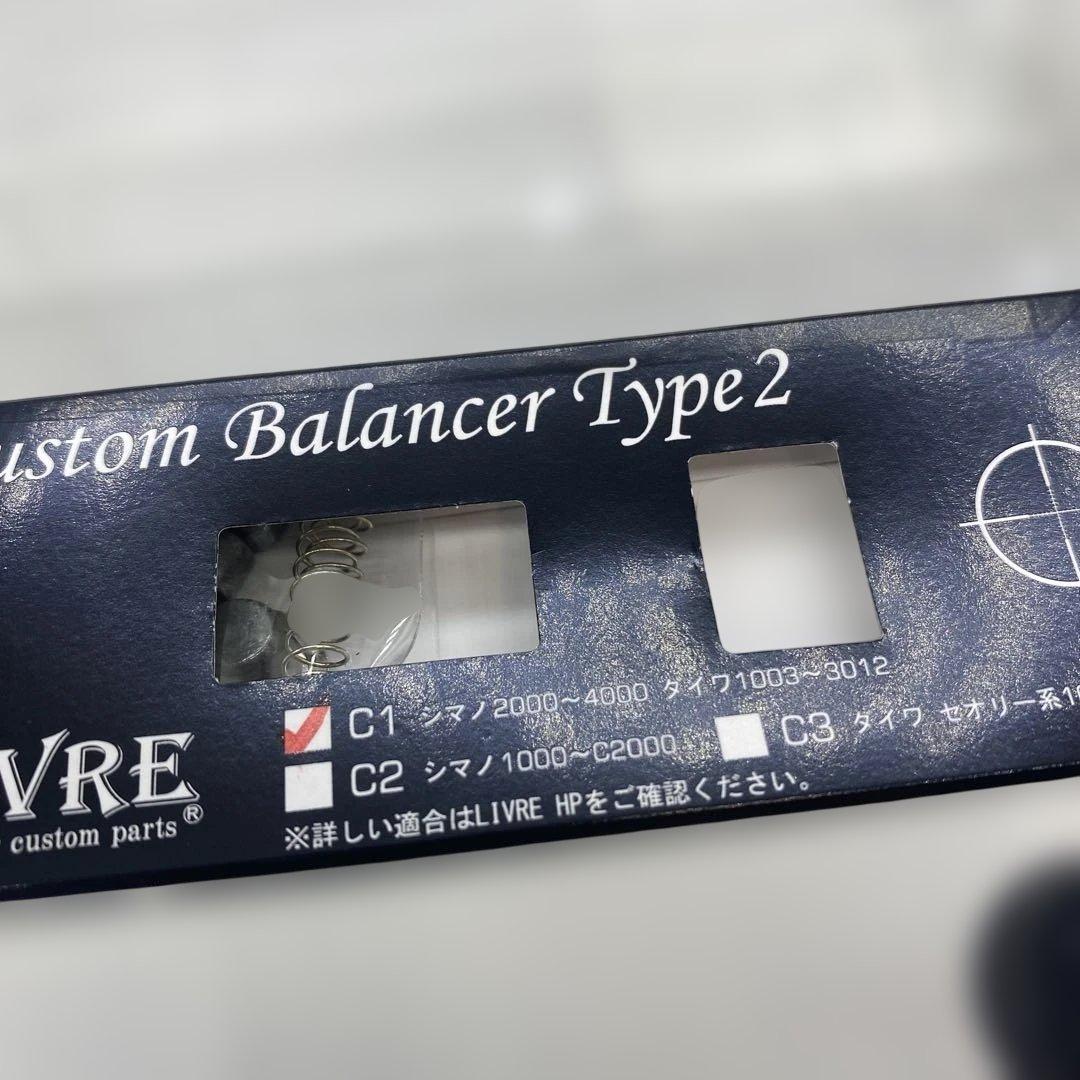 ustom Balancer Type2
C1 シマノ2000～4000 ダイワ1003～3012
C2 シマノ1000～C2000
C3 ダイワ セオリー系1
※詳しい適合はLIVRE HPをご確認ください。
IVRE®
custom parts